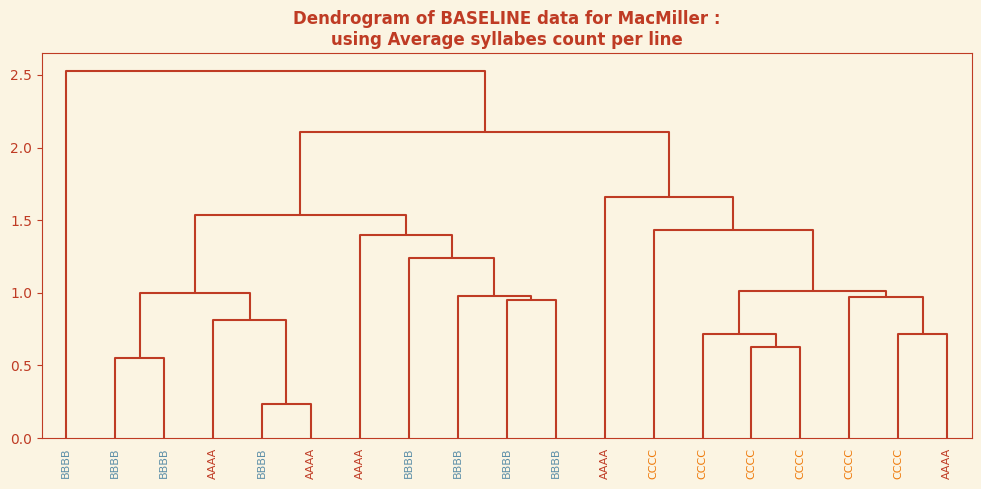 Dendrogram of BASELINE data for MacMiller :
using Average syllabes count per line
2.5
2.0
1.5
1.0
0.5
0.0
BBBB BBBB BBBB AAAA BBBB AAAA AAAA BBBB BBBB BBBB BBBB AAAA CCCC CCCC CCCC CCCC CCCC CCCC AAAA